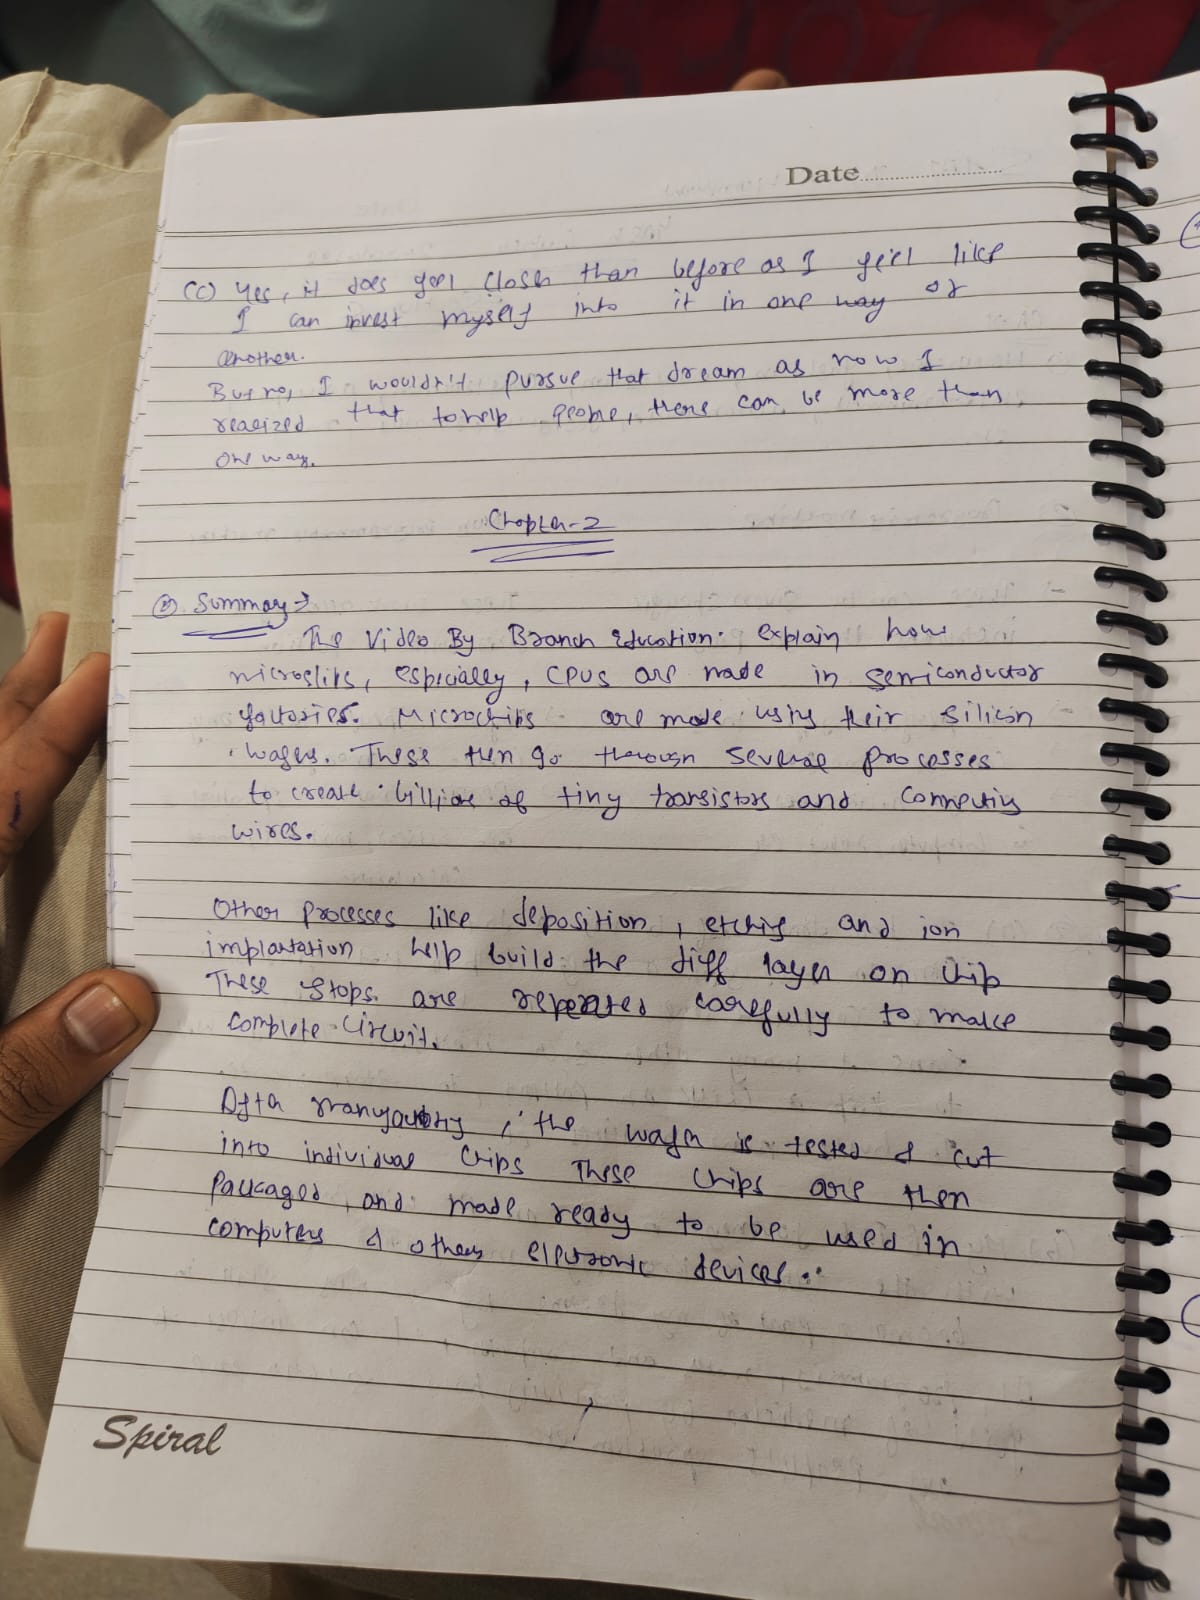 Date
(C) Yes, it does feel closer than before as I feel like
I can invest myself into it in one way or
another.
But no, I wouldn't pursue that dream as now I
realized that to help people, there can be more than
one way.
Chapter-2
Summary →
The Video By Branch Education explain how
especially, CPUs are made in semiconductor
factories. Microchips are made using their silicon
wafers. These then go through several processes
to create billions of tiny transistors and connecting
wires.
Other processes like deposition, etching and ion
implantation help build the diff layer on chip
These steps are repeated carefully to make
complete circuit.
After manufacturing, the wafer is tested & cut
into individual chips These chips are then
packaged, and made ready to be used in
computers & others electronic devices.
Spiral